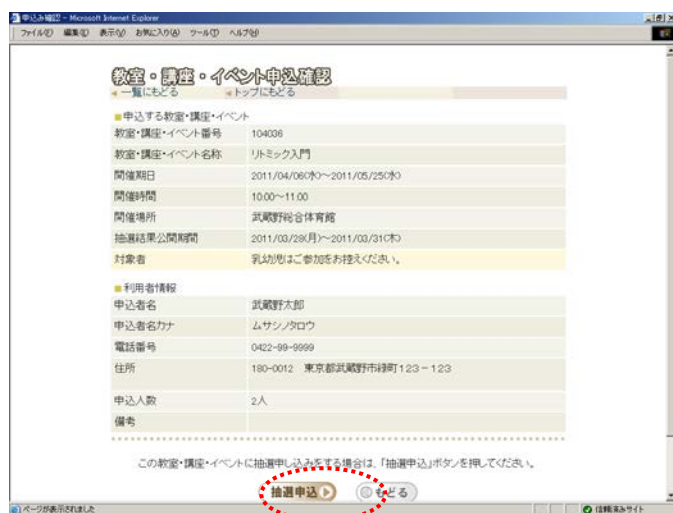 申込み確認 - Microsoft Internet Explorer
ファイル(F) 編集(E) 表示(V) お気に入り(A) ツール(T) ヘルプ(H)
教室・講座・イベント申込確認
一覧にもどる トップにもどる
申込する教室・講座・イベント
教室・講座・イベント番号 104036
教室・講座・イベント名称 リトミック入門
開催期日 2011/04/06(水)～2011/05/25(水)
開催時間 10:00～11:00
開催場所 武蔵野総合体育館
抽選結果公開期間 2011/03/28(月)～2011/03/31(木)
対象者 乳幼児はご参加をお控えください。
利用者情報
申込者名 武蔵野太郎
申込者名カナ ムサシノタロウ
電話番号 0422-99-9999
住所 180-0012 東京都武蔵野市緑町１２３－１２３
申込人数 2人
備考
この教室・講座・イベントに抽選申し込みをする場合は、「抽選申込」ボタンを押してください。
抽選申込 もどる
ページが表示されました 信頼済みサイト